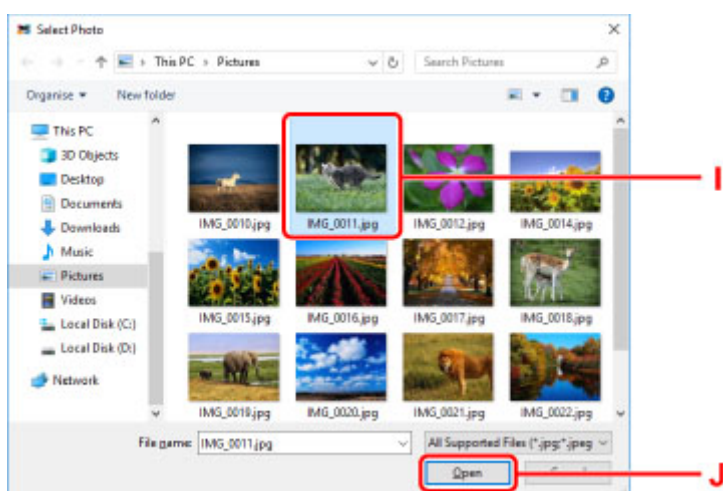 Select Photo
This PC > Pictures
Search Pictures
Organise
New folder
This PC
3D Objects
Desktop
Documents
Downloads
Music
Pictures
Videos
Local Disk (C:)
Local Disk (D:)
Network
IMG_0010.jpg IMG_0011.jpg IMG_0012.jpg IMG_0014.jpg
IMG_0015.jpg IMG_0016.jpg IMG_0017.jpg IMG_0018.jpg
IMG_0019.jpg IMG_0020.jpg IMG_0021.jpg IMG_0022.jpg
I
File name: IMG_0011.jpg
All Supported Files (*.jpg;*.jpeg
Open
J